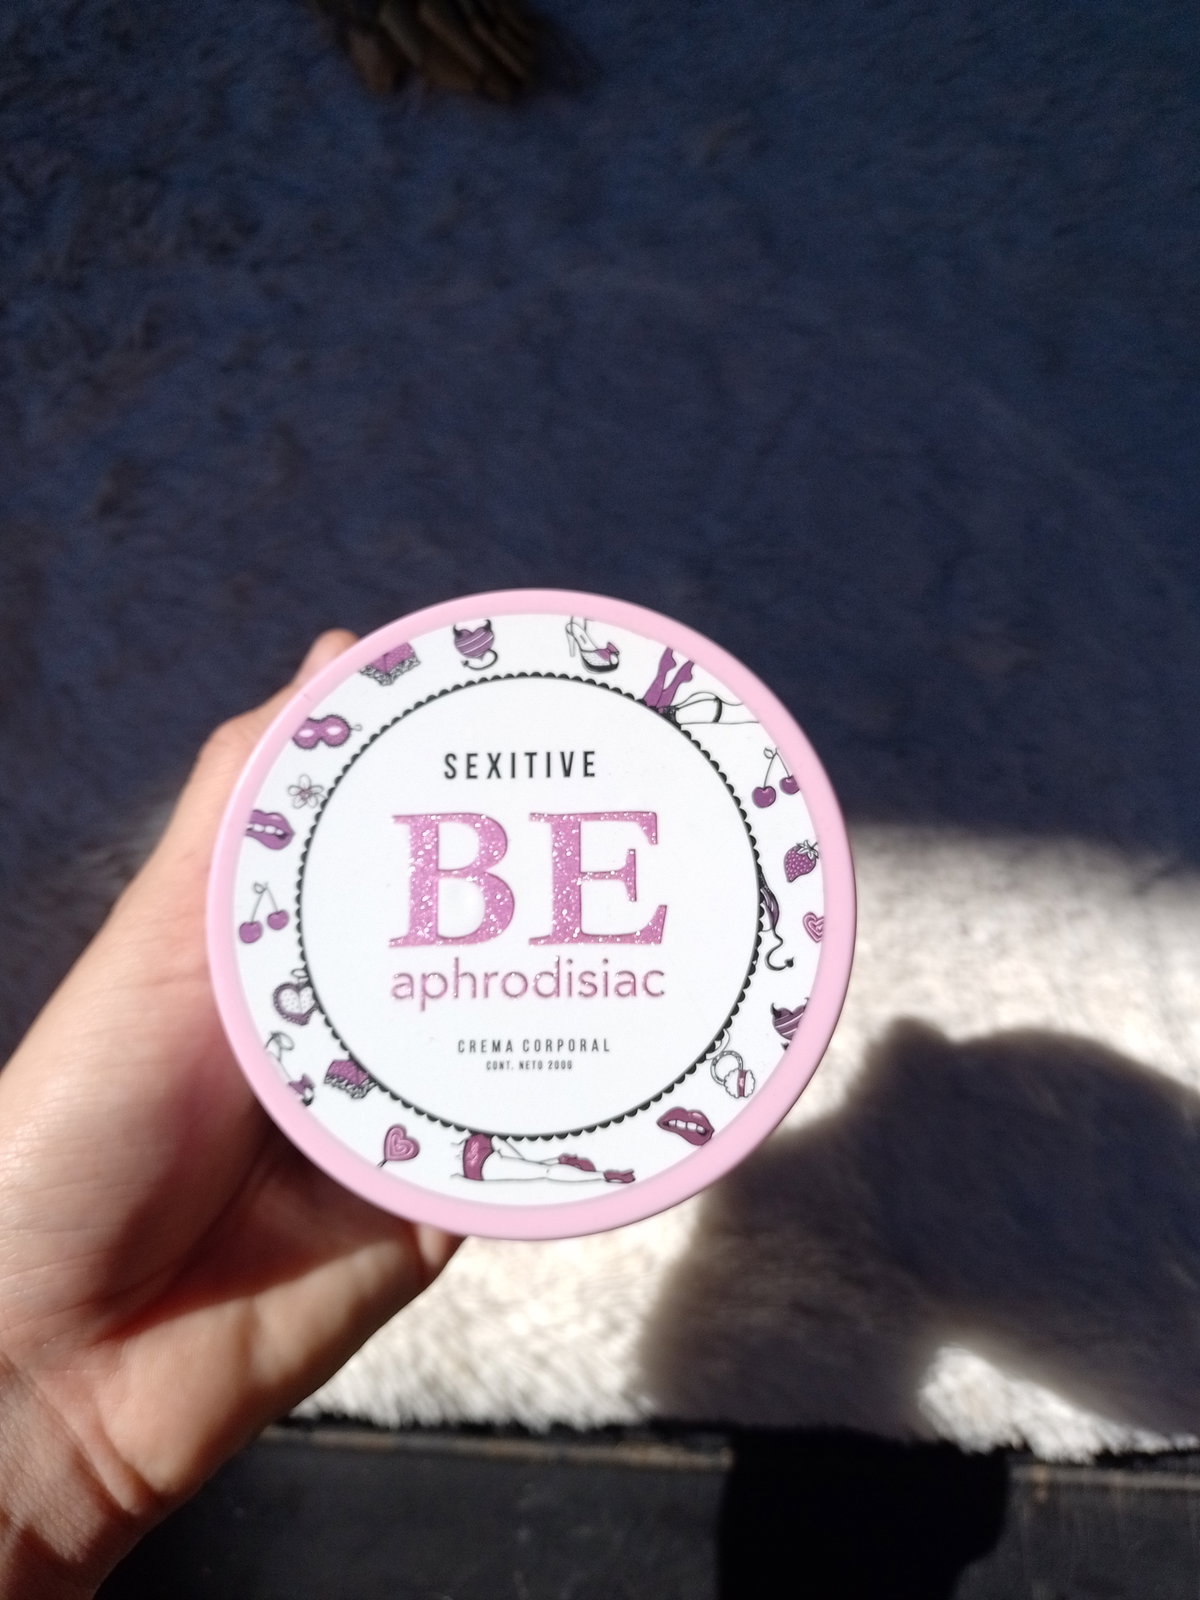 SEXITIVE
BE
aphrodisiac
CREMA CORPORAL
CONT. NETO 200G